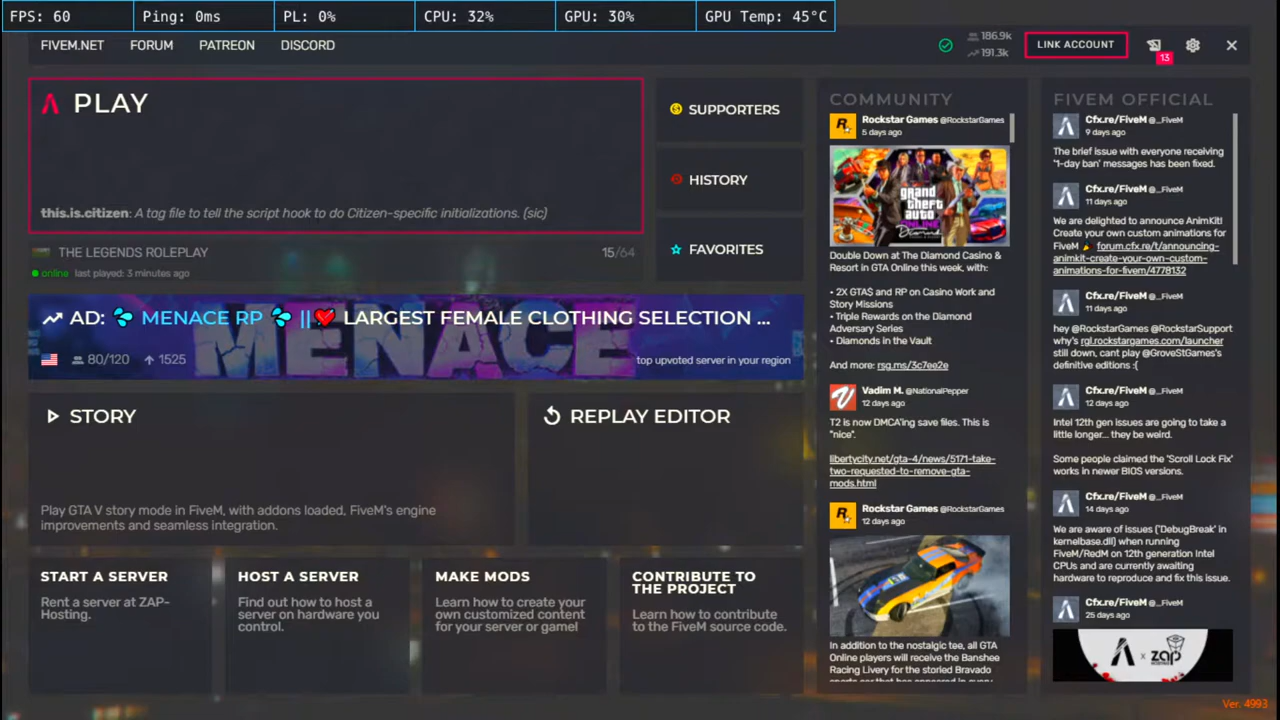 FPS: 60 Ping: 0ms PL: 0% CPU: 32% GPU: 30% GPU Temp: 45°C
FIVEM.NET FORUM PATREON DISCORD
186.9k
191.3k
LINK ACCOUNT
13
PLAY
this.is.citizen: A tag file to tell the script hook to do Citizen-specific initializations. (sic)
THE LEGENDS ROLEPLAY 15/64
online last played: 3 minutes ago
SUPPORTERS
HISTORY
FAVORITES
AD: 💦 MENACE RP 💦 ||❤️ LARGEST FEMALE CLOTHING SELECTION ...
MENACE
80/120 1525 top upvoted server in your region
STORY
Play GTA V story mode in FiveM, with addons loaded, FiveM's engine
improvements and seamless integration.
REPLAY EDITOR
START A SERVER
Rent a server at ZAP-
Hosting.
HOST A SERVER
Find out how to host a
server on hardware you
control.
MAKE MODS
Learn how to create your
own customized content
for your server or game!
CONTRIBUTE TO
THE PROJECT
Learn how to contribute
to the FiveM source code.
COMMUNITY
Rockstar Games @RockstarGames
5 days ago
grand
theft
auto
ONLINE
Diamond
Double Down at The Diamond Casino &
Resort in GTA Online this week, with:
• 2X GTA$ and RP on Casino Work and
Story Missions
• Triple Rewards on the Diamond
Adversary Series
• Diamonds in the Vault
And more: rsg.ms/3c7ee2e
Vadim M. @NationalPepper
12 days ago
T2 is now DMCA'ing save files. This is
"nice".
libertycity.net/gta-4/news/5171-take-
two-requested-to-remove-gta-
mods.html
Rockstar Games @RockstarGames
12 days ago
In addition to the nostalgic tee, all GTA
Online players will receive the Banshee
Racing Livery for the storied Bravado
sports car that has appeared in every
FIVEM OFFICIAL
Cfx.re/FiveM @_FiveM
9 days ago
The brief issue with everyone receiving
'1-day ban' messages has been fixed.
Cfx.re/FiveM @_FiveM
11 days ago
We are delighted to announce AnimKit!
Create your own custom animations for
FiveM 🎉 forum.cfx.re/t/announcing-
animkit-create-your-own-custom-
animations-for-fivem/4778132
Cfx.re/FiveM @_FiveM
11 days ago
hey @RockstarGames @RockstarSupport
why's rgl.rockstargames.com/launcher
still down, cant play @GroveStGames's
definitive editions :(
Cfx.re/FiveM @_FiveM
12 days ago
Intel 12th gen issues are going to take a
little longer... they be weird.
Some people claimed the 'Scroll Lock Fix'
works in newer BIOS versions.
Cfx.re/FiveM @_FiveM
14 days ago
We are aware of issues ('DebugBreak' in
kernelbase.dll) when running
FiveM/RedM on 12th generation Intel
CPUs and are currently awaiting
hardware to reproduce and fix this issue.
Cfx.re/FiveM @_FiveM
25 days ago
x zap
HOSTING
Ver. 4993